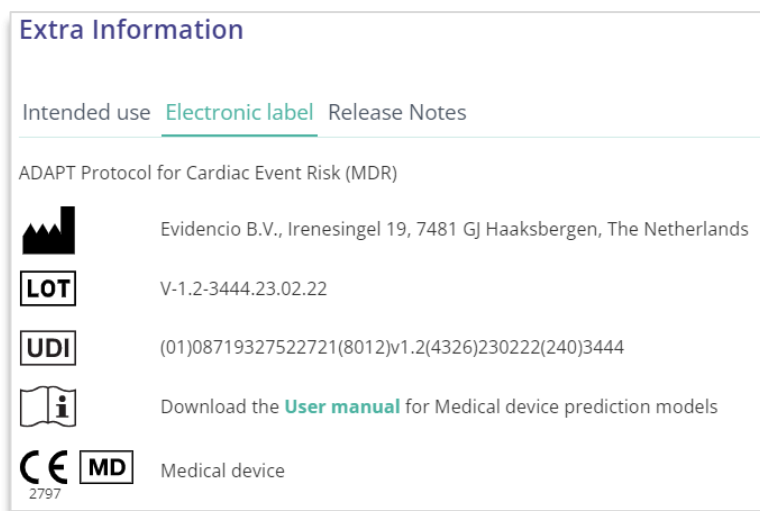 Extra Information
Intended use Electronic label Release Notes
ADAPT Protocol for Cardiac Event Risk (MDR)
Evidencio B.V., Irenesingel 19, 7481 GJ Haaksbergen, The Netherlands
LOT V-1.2-3444.23.02.22
UDI (01)08719327522721(8012)v1.2(4326)230222(240)3444
i Download the User manual for Medical device prediction models
CE MD Medical device
2797